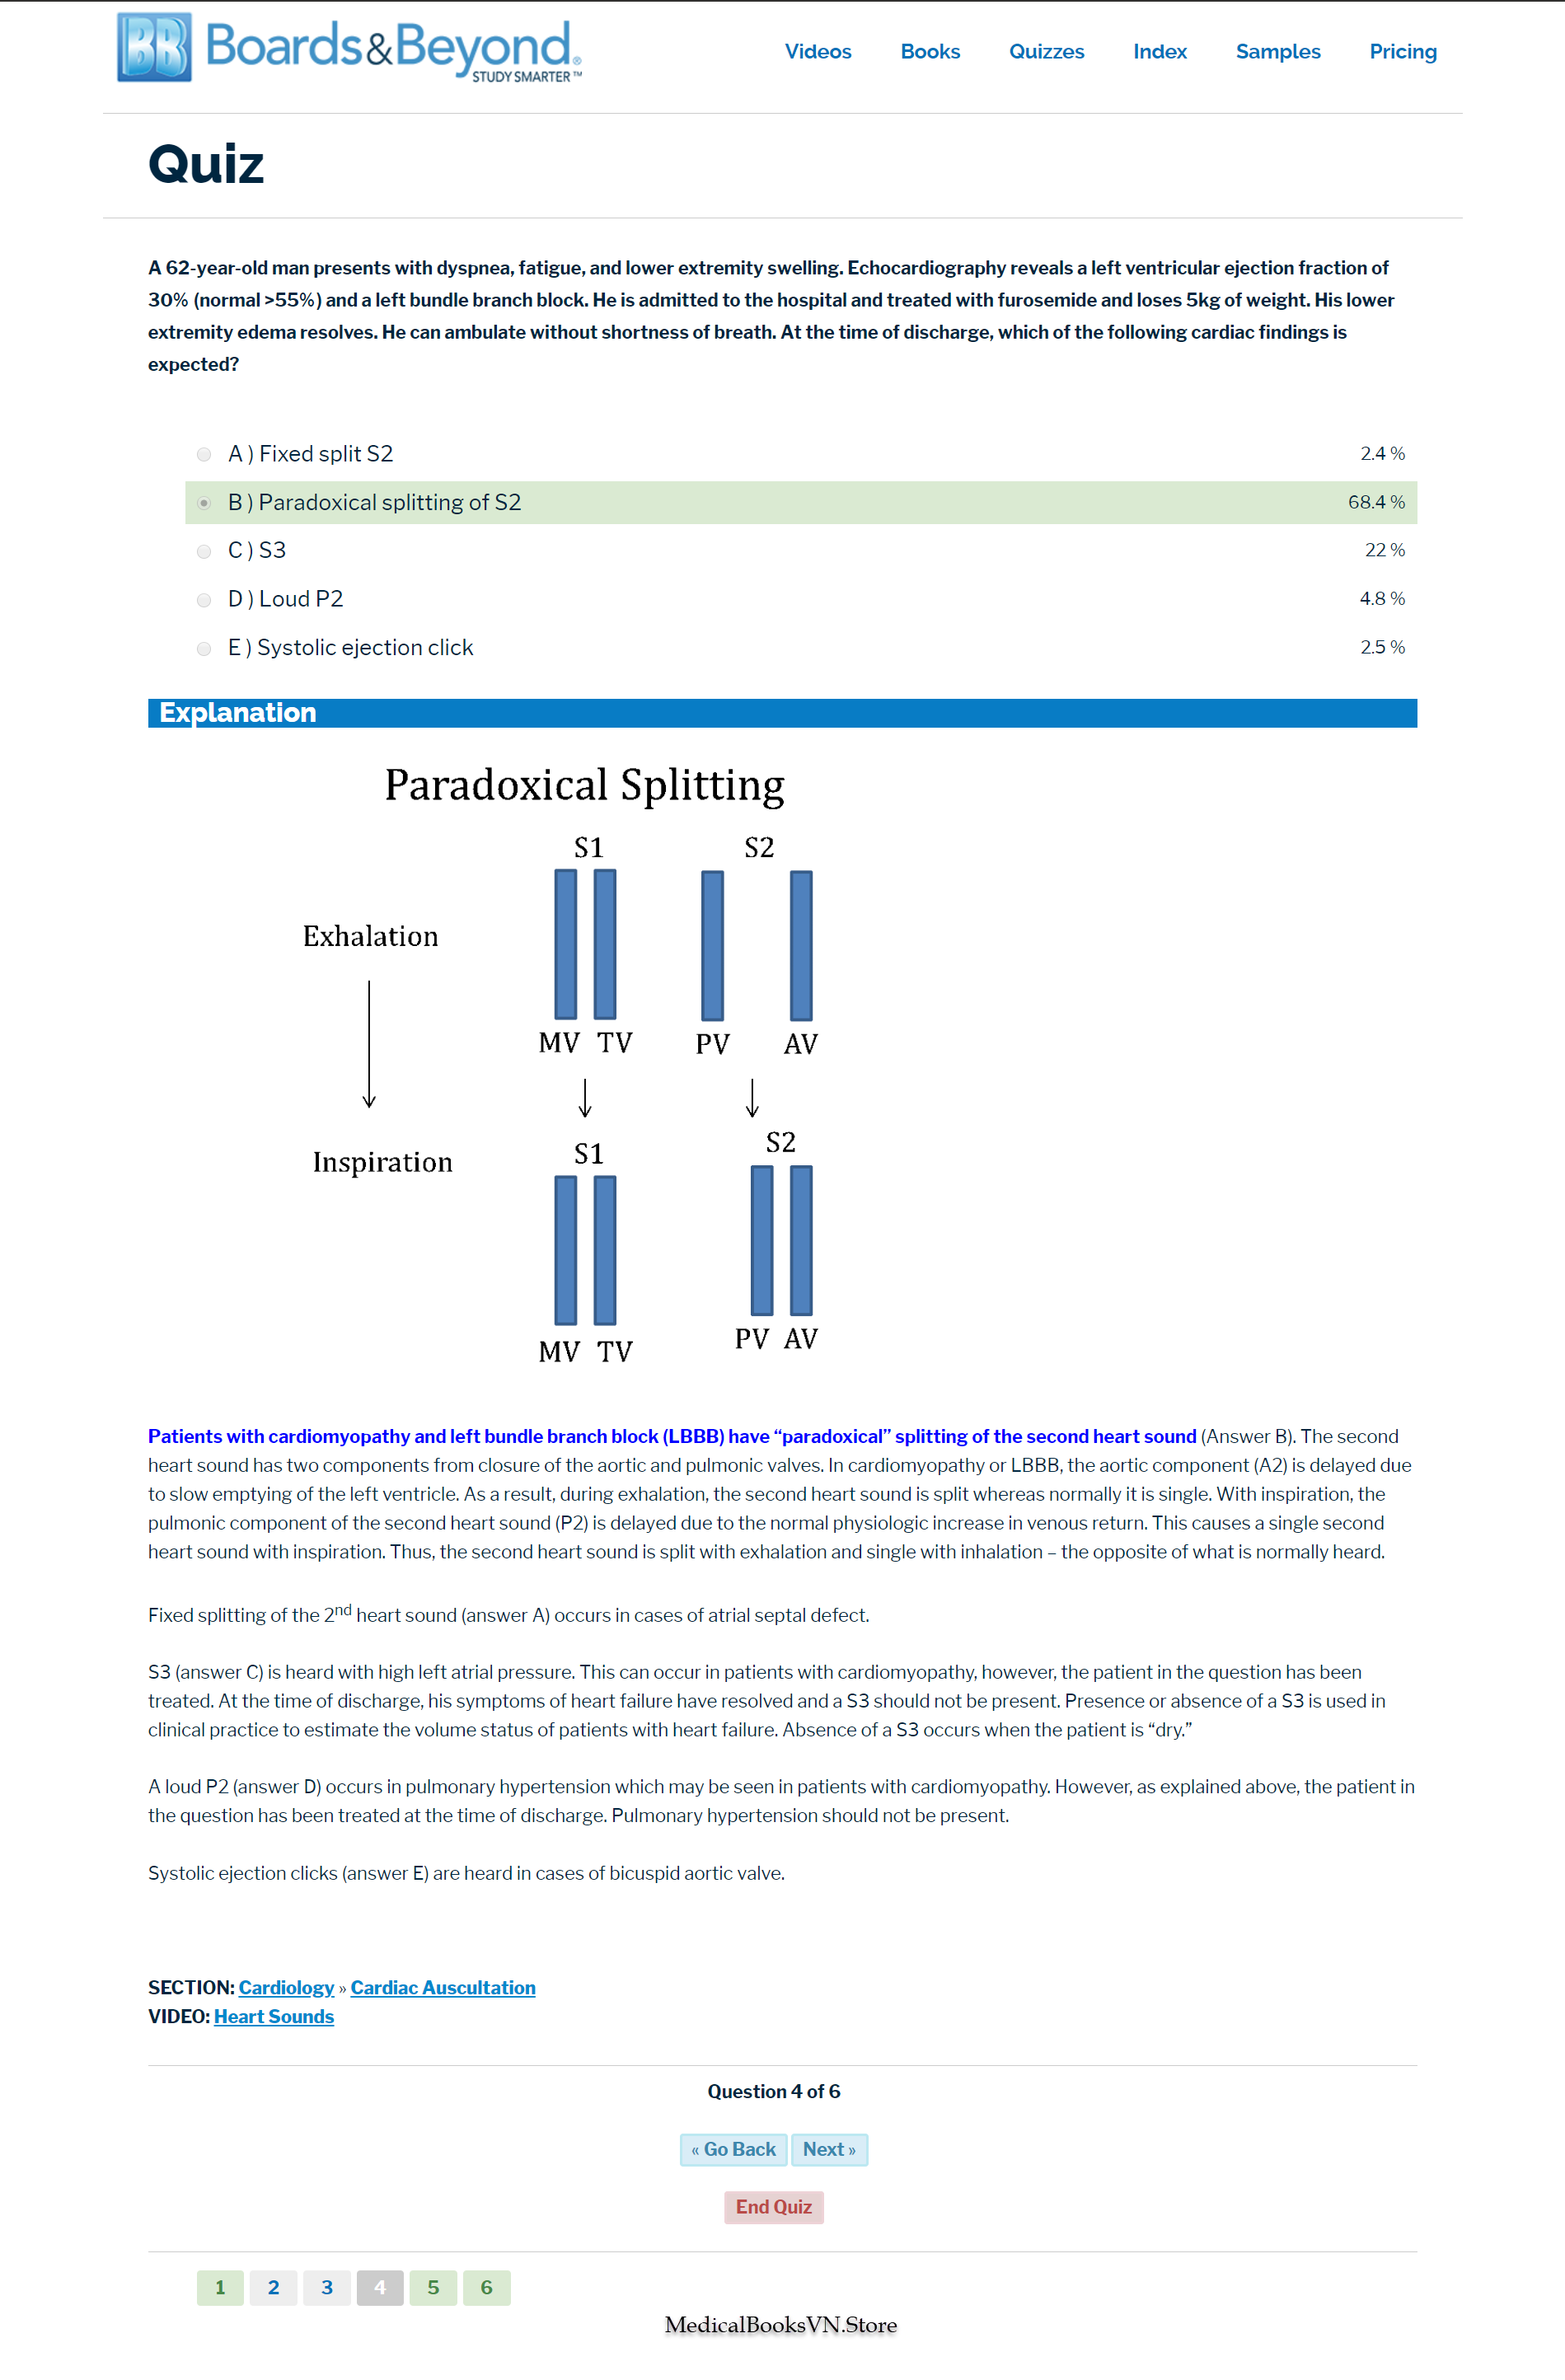 BB Boards&Beyond®
STUDY SMARTER™
Videos Books Quizzes Index Samples Pricing
Quiz
A 62-year-old man presents with dyspnea, fatigue, and lower extremity swelling. Echocardiography reveals a left ventricular ejection fraction of
30% (normal >55%) and a left bundle branch block. He is admitted to the hospital and treated with furosemide and loses 5kg of weight. His lower
extremity edema resolves. He can ambulate without shortness of breath. At the time of discharge, which of the following cardiac findings is
expected?
A ) Fixed split S2 2.4 %
B ) Paradoxical splitting of S2 68.4 %
C ) S3 22 %
D ) Loud P2 4.8 %
E ) Systolic ejection click 2.5 %
Explanation
Paradoxical Splitting
S1 S2
Exhalation
MV TV PV AV
S1 S2
Inspiration
MV TV PV AV
Patients with cardiomyopathy and left bundle branch block (LBBB) have “paradoxical” splitting of the second heart sound (Answer B). The second
heart sound has two components from closure of the aortic and pulmonic valves. In cardiomyopathy or LBBB, the aortic component (A2) is delayed due
to slow emptying of the left ventricle. As a result, during exhalation, the second heart sound is split whereas normally it is single. With inspiration, the
pulmonic component of the second heart sound (P2) is delayed due to the normal physiologic increase in venous return. This causes a single second
heart sound with inspiration. Thus, the second heart sound is split with exhalation and single with inhalation – the opposite of what is normally heard.
Fixed splitting of the 2nd heart sound (answer A) occurs in cases of atrial septal defect.
S3 (answer C) is heard with high left atrial pressure. This can occur in patients with cardiomyopathy, however, the patient in the question has been
treated. At the time of discharge, his symptoms of heart failure have resolved and a S3 should not be present. Presence or absence of a S3 is used in
clinical practice to estimate the volume status of patients with heart failure. Absence of a S3 occurs when the patient is “dry.”
A loud P2 (answer D) occurs in pulmonary hypertension which may be seen in patients with cardiomyopathy. However, as explained above, the patient in
the question has been treated at the time of discharge. Pulmonary hypertension should not be present.
Systolic ejection clicks (answer E) are heard in cases of bicuspid aortic valve.
SECTION: Cardiology » Cardiac Auscultation
VIDEO: Heart Sounds
Question 4 of 6
« Go Back Next »
End Quiz
1 2 3 4 5 6
MedicalBooksVN.Store